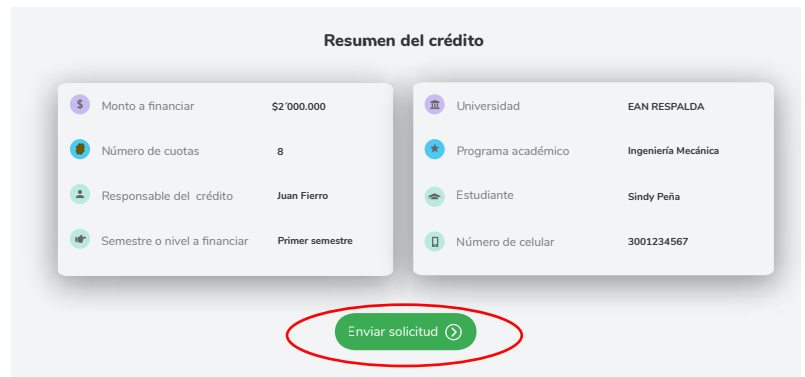 Resumen del crédito
Monto a financiar $2´000.000
Número de cuotas 8
Responsable del crédito Juan Fierro
Semestre o nivel a financiar Primer semestre
Universidad EAN RESPALDA
Programa académico Ingeniería Mecánica
Estudiante Sindy Peña
Número de celular 3001234567
Enviar solicitud